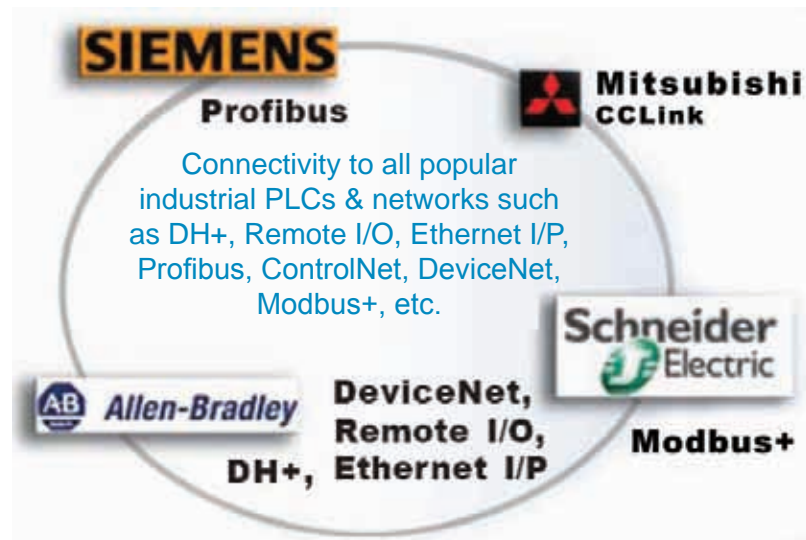 SIEMENS
Profibus
Mitsubishi
CCLink
Connectivity to all popular
industrial PLCs & networks such
as DH+, Remote I/O, Ethernet I/P,
Profibus, ControlNet, DeviceNet,
Modbus+, etc.
Schneider
Electric
Modbus+
AB Allen-Bradley
DeviceNet,
Remote I/O,
DH+, Ethernet I/P